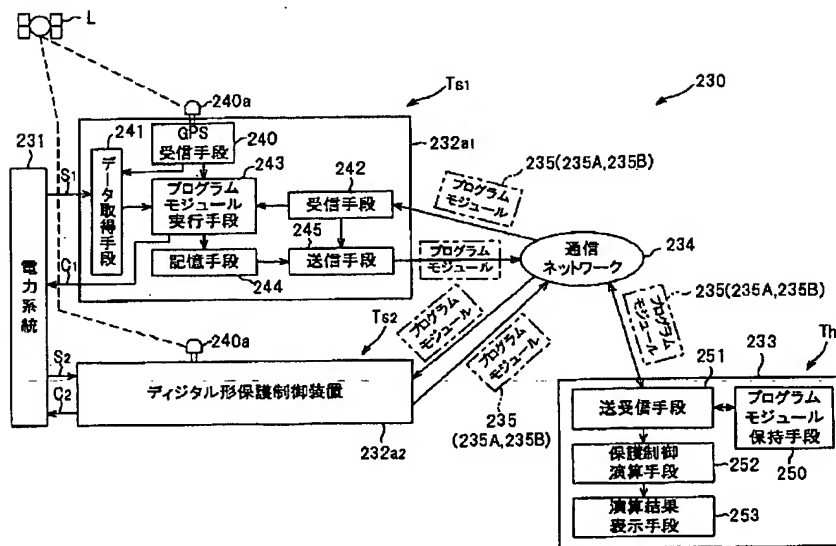 L
240a
Ts1
230
231
241
GPS
受信手段
240
243
232a1
242
235(235A,235B)
S1
データ取得手段
プログラム
モジュール
実行手段
受信手段
プログラム
モジュール
245
通信
ネットワーク
234
C1
記憶手段
送信手段
プログラム
モジュール
244
電力系統
235(235A,235B)
プログラム
モジュール
Ts2
プログラム
モジュール
プログラム
モジュール
240a
S2
C2
ディジタル形保護制御装置
232a2
235
(235A,235B)
Th
233
251
送受信手段
プログラム
モジュール
保持手段
250
保護制御
演算手段
252
演算結果
表示手段
253